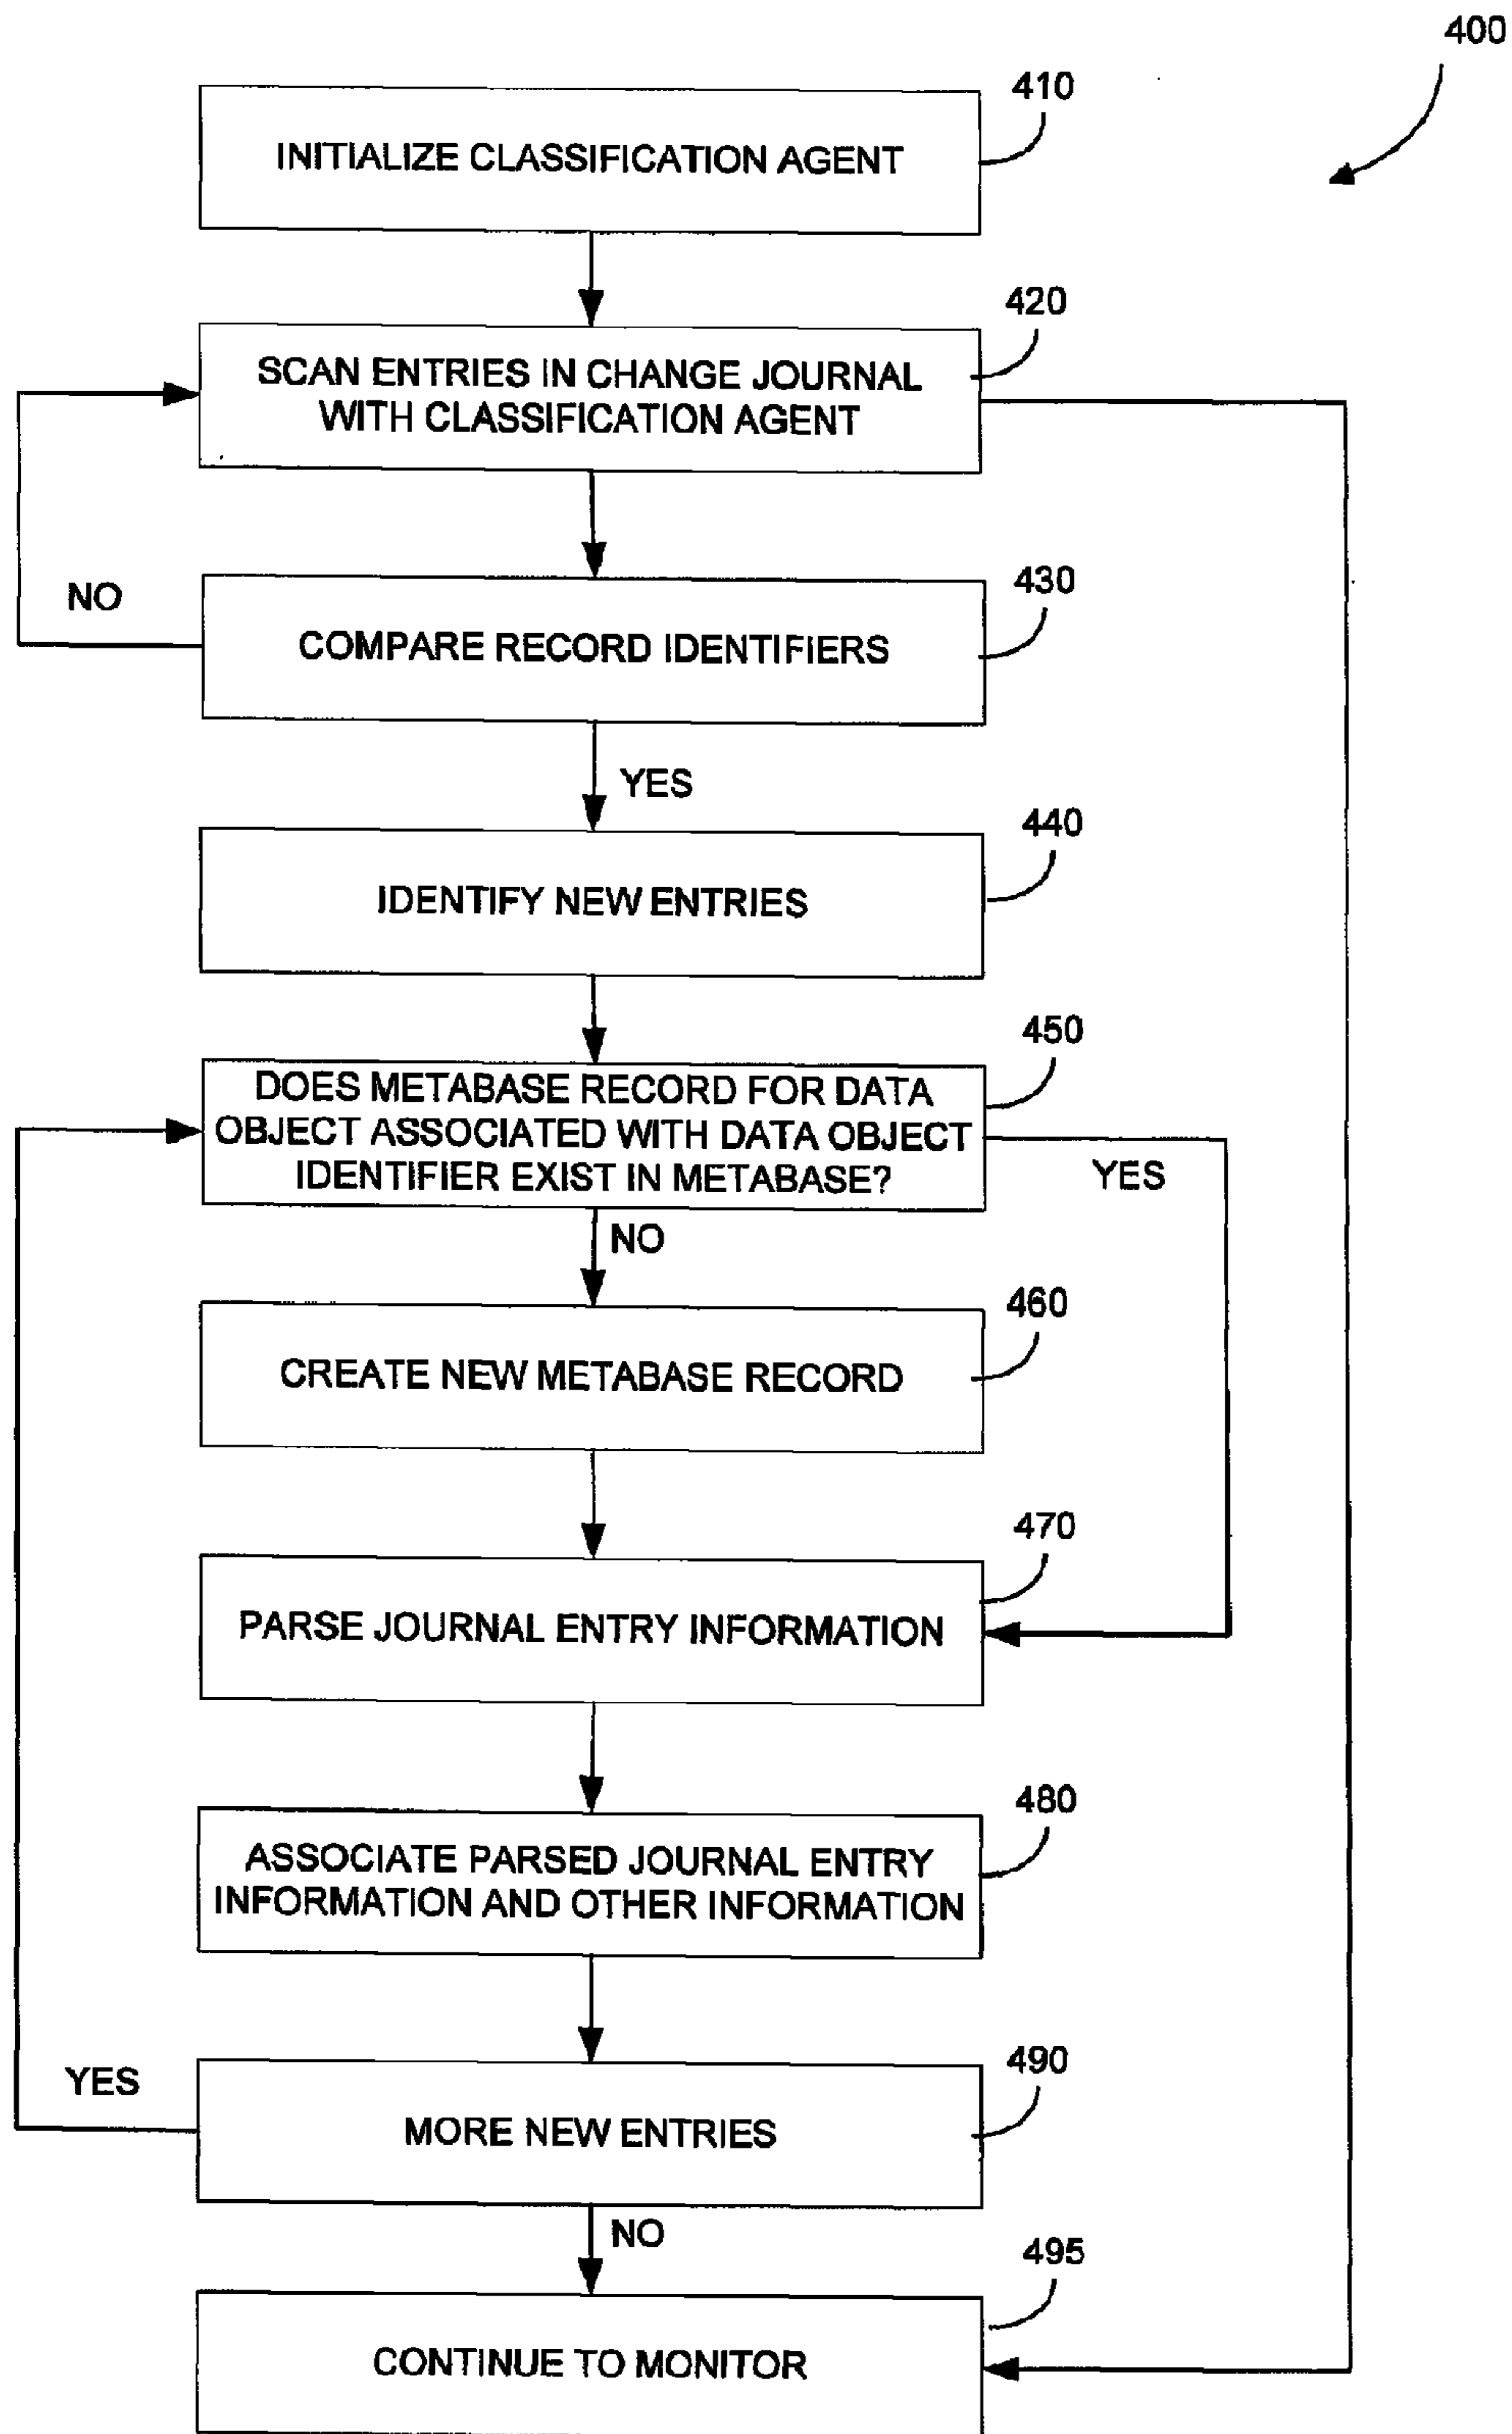 400
410
INITIALIZE CLASSIFICATION AGENT
420
SCAN ENTRIES IN CHANGE JOURNAL
WITH CLASSIFICATION AGENT
430
NO
COMPARE RECORD IDENTIFIERS
YES
440
IDENTIFY NEW ENTRIES
450
DOES METABASE RECORD FOR DATA
OBJECT ASSOCIATED WITH DATA OBJECT
IDENTIFIER EXIST IN METABASE?
YES
NO
460
CREATE NEW METABASE RECORD
470
PARSE JOURNAL ENTRY INFORMATION
480
ASSOCIATE PARSED JOURNAL ENTRY
INFORMATION AND OTHER INFORMATION
490
YES
MORE NEW ENTRIES
NO
495
CONTINUE TO MONITOR